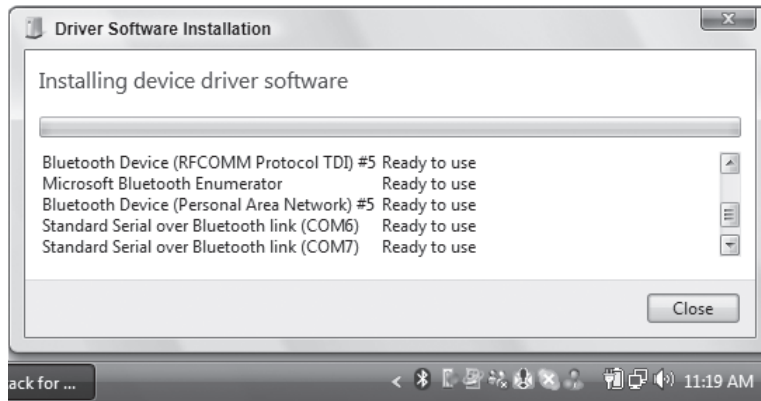 Driver Software Installation
Installing device driver software
Bluetooth Device (RFCOMM Protocol TDI) #5 Ready to use
Microsoft Bluetooth Enumerator Ready to use
Bluetooth Device (Personal Area Network) #5 Ready to use
Standard Serial over Bluetooth link (COM6) Ready to use
Standard Serial over Bluetooth link (COM7) Ready to use
Close
ack for ... 11:19 AM